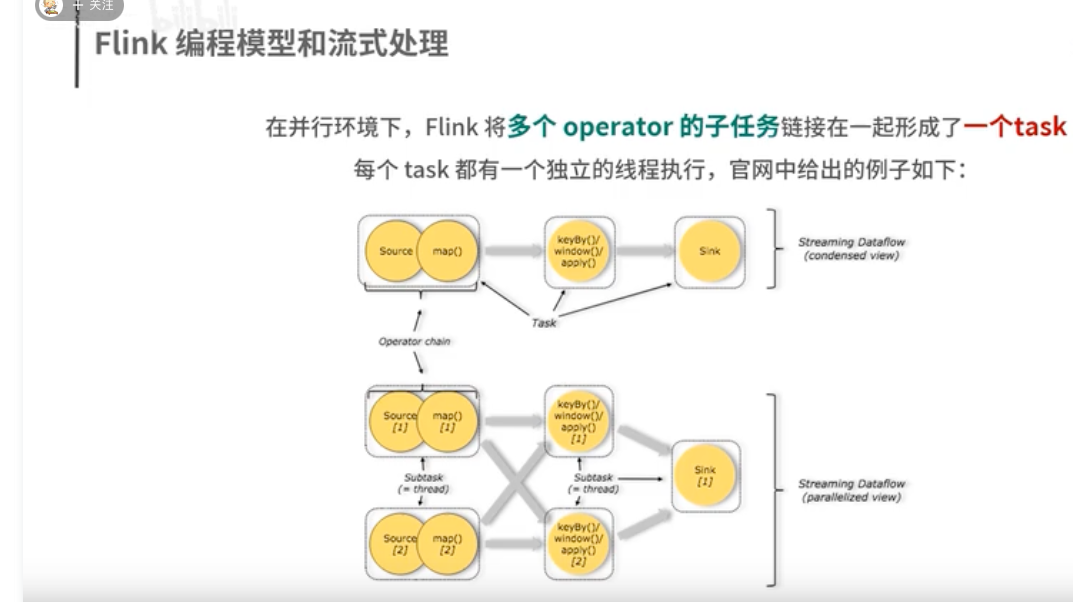 + 关注
bilibili
Flink 编程模型和流式处理
在并行环境下，Flink 将多个 operator 的子任务链接在一起形成了一个task
每个 task 都有一个独立的线程执行，官网中给出的例子如下：
Source
map()
keyBy()/
window()/
apply()
Sink
Streaming Dataflow
(condensed view)
Task
Operator chain
Source
[1]
map()
[1]
keyBy()/
window()/
apply()
[1]
Subtask
(= thread)
Subtask
(= thread)
Sink
[1]
Streaming Dataflow
(parallelized view)
Source
[2]
map()
[2]
keyBy()/
window()/
apply()
[2]